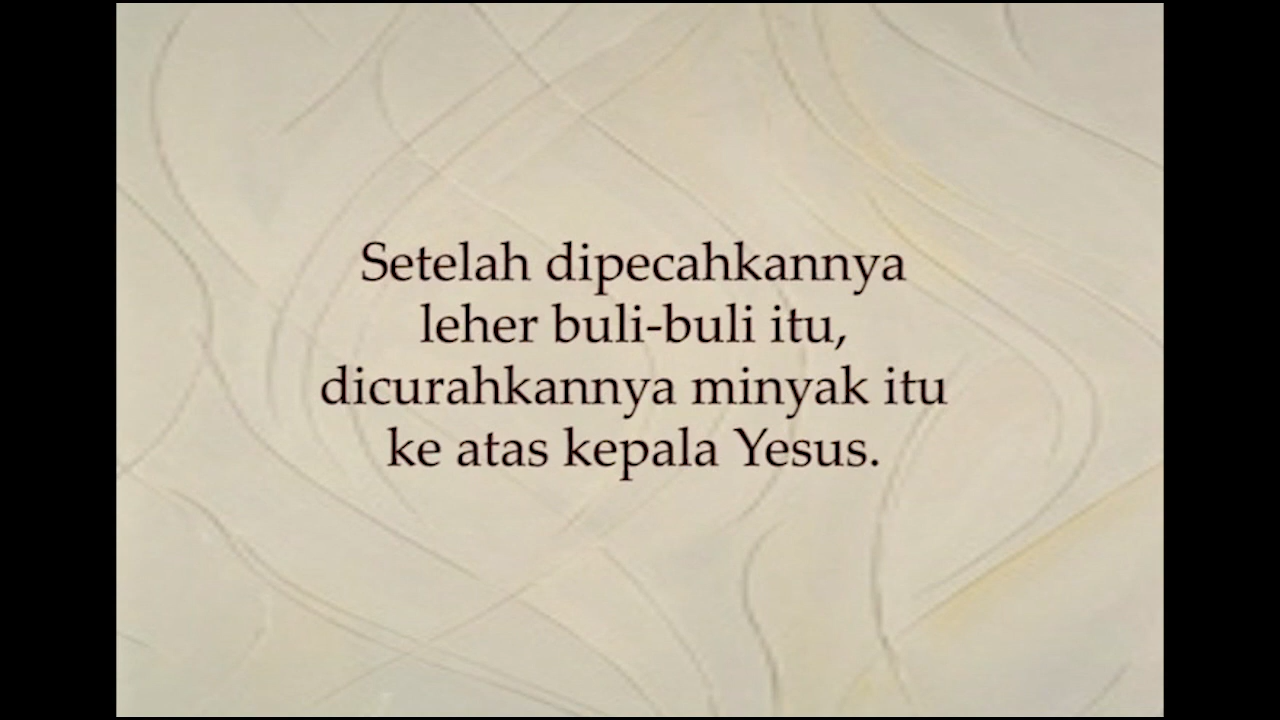 Setelah dipecahkannya
leher buli-buli itu,
dicurahkannya minyak itu
ke atas kepala Yesus.